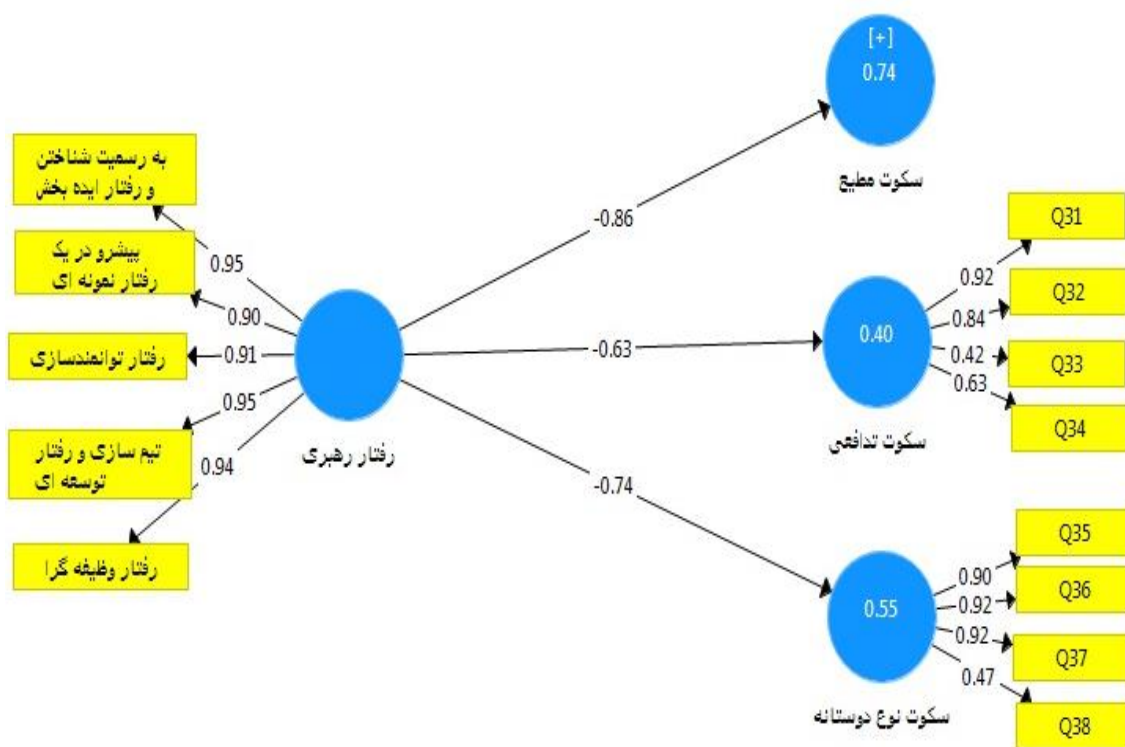 [+]
0.74
سکوت مطیع
به رسمیت شناختن
و رفتار ایده بخش
پیشرو در یک
رفتار نمونه ای
رفتار توانمندسازی
تیم سازی و رفتار
توسعه ای
رفتار وظیفه گرا
0.95
0.90
0.91
0.95
0.94
رفتار رهبری
-0.86
-0.63
-0.74
0.40
سکوت تدافعی
0.92
0.84
0.42
0.63
Q31
Q32
Q33
Q34
0.55
سکوت نوع دوستانه
0.90
0.92
0.92
0.47
Q35
Q36
Q37
Q38